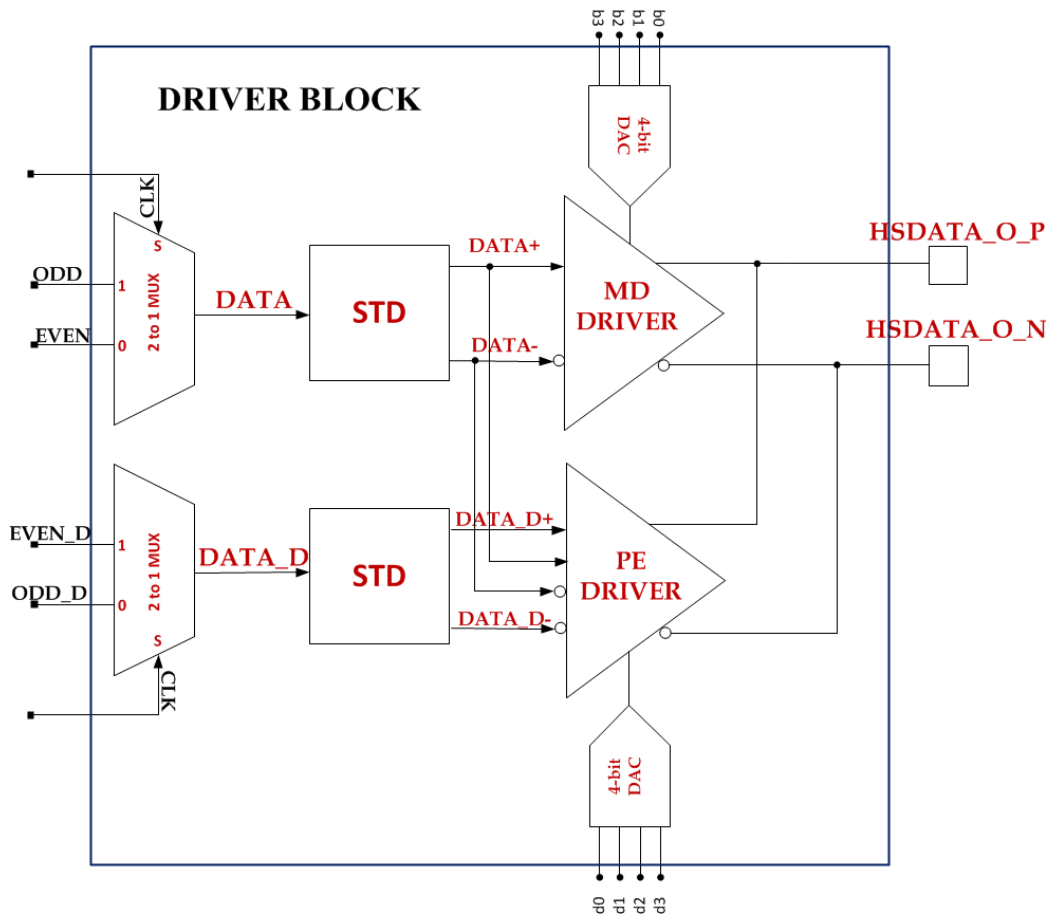 b3
b2
b1
b0
DRIVER BLOCK
4-bit
DAC
CLK
S
ODD
1
2 to 1 MUX
EVEN
0
DATA
STD
DATA+
DATA-
MD
DRIVER
HSDATA_O_P
HSDATA_O_N
EVEN_D
1
2 to 1 MUX
ODD_D
0
S
CLK
DATA_D
STD
DATA_D+
DATA_D-
PE
DRIVER
4-bit
DAC
d0
d1
d2
d3